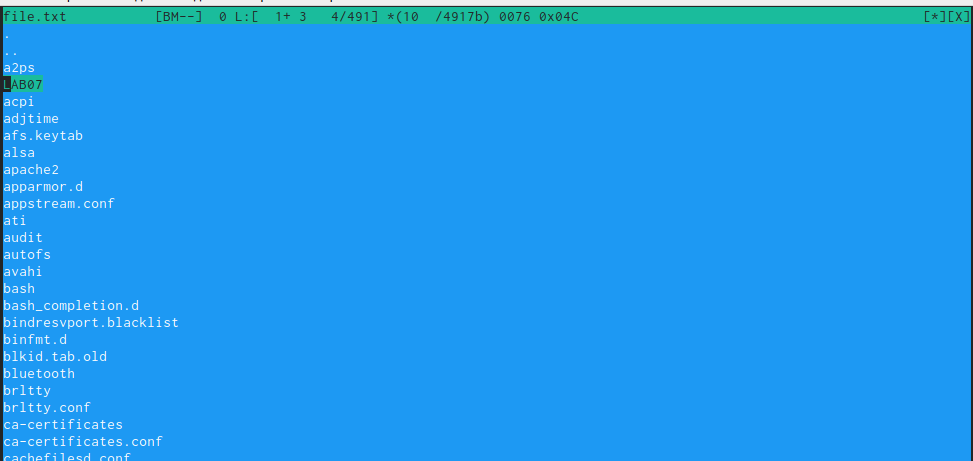 file.txt [BM--] 0 L:[ 1+ 3 4/491] *(10 /4917b) 0076 0x04C [*][X]
.
..
a2ps
LAB07
acpi
adjtime
afs.keytab
alsa
apache2
apparmor.d
appstream.conf
ati
audit
autofs
avahi
bash
bash_completion.d
bindresvport.blacklist
binfmt.d
blkid.tab.old
bluetooth
brltty
brltty.conf
ca-certificates
ca-certificates.conf
cachefilesd.conf